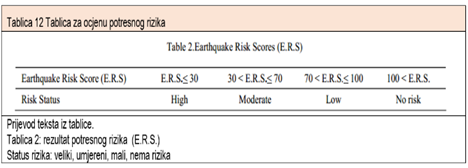 Tablica 12 Tablica za ocjenu potresnog rizika
Table 2.Earthquake Risk Scores (E.R.S)
Earthquake Risk Score (E.R.S) E.R.S.≤ 30 30 < E.R.S.≤ 70 70 < E.R.S.≤ 100 100 < E.R.S.
Risk Status High Moderate Low No risk
Prijevod teksta iz tablice.
Tablica 2: rezultat potresnog rizika (E.R.S.)
Status rizika: veliki, umjereni, mali, nema rizika